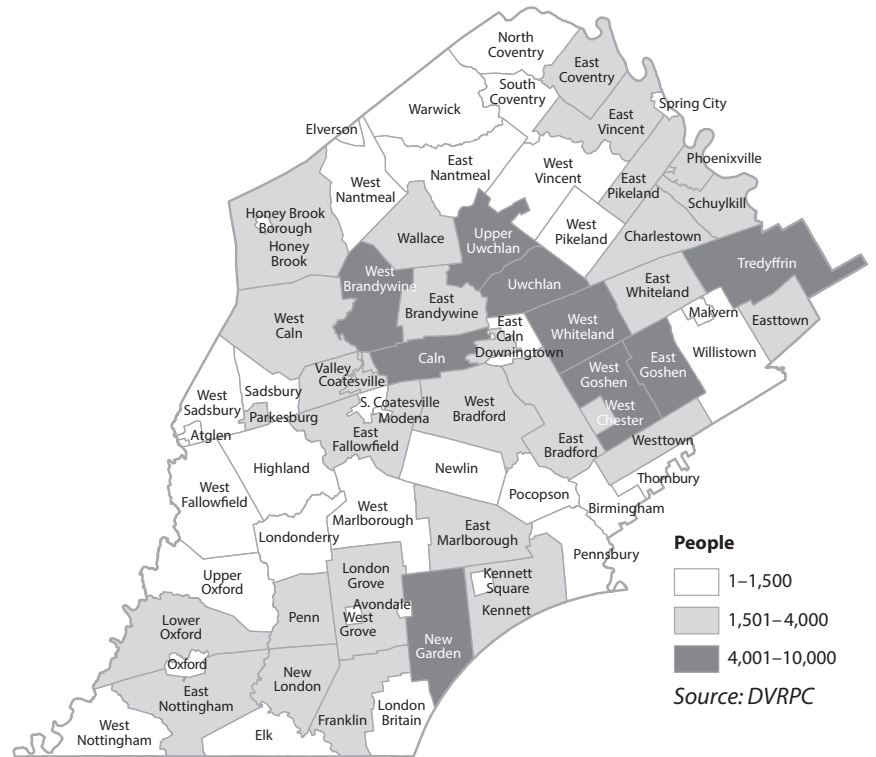 North
Coventry
East
Coventry
South
Coventry
Spring City
Warwick
East
Vincent
Elverson
Phoenixville
East
Nantmeal
West
Vincent
West
Nantmeal
East
Pikeland
Schuylkill
Honey Brook
Borough
Honey
Brook
Wallace
Upper
Uwchlan
West
Pikeland
Charlestown
Tredyffrin
West
Brandywine
Uwchlan
East
Whiteland
East
Brandywine
Malvern
Easttown
West
Caln
East
Caln
West
Whiteland
Downingtown
Willistown
Caln
East
Goshen
Valley
Coatesville
West
Goshen
Sadsbury
West
Sadsbury
S. Coatesville
Modena
West
Bradford
West
Chester
Parkesburg
Atglen
East
Fallowfield
East
Bradford
Westtown
Highland
Newlin
Thornbury
West
Fallowfield
Pocopson
Birmingham
West
Marlborough
East
Marlborough
Londonderry
Pennsbury
People
London
Grove
Kennett
Square
1–1,500
Upper
Oxford
Avondale
West
Grove
Kennett
Penn
Lower
Oxford
1,501–4,000
New
Garden
4,001–10,000
Oxford
New
London
East
Nottingham
Source: DVRPC
London
Britain
Franklin
West
Nottingham
Elk